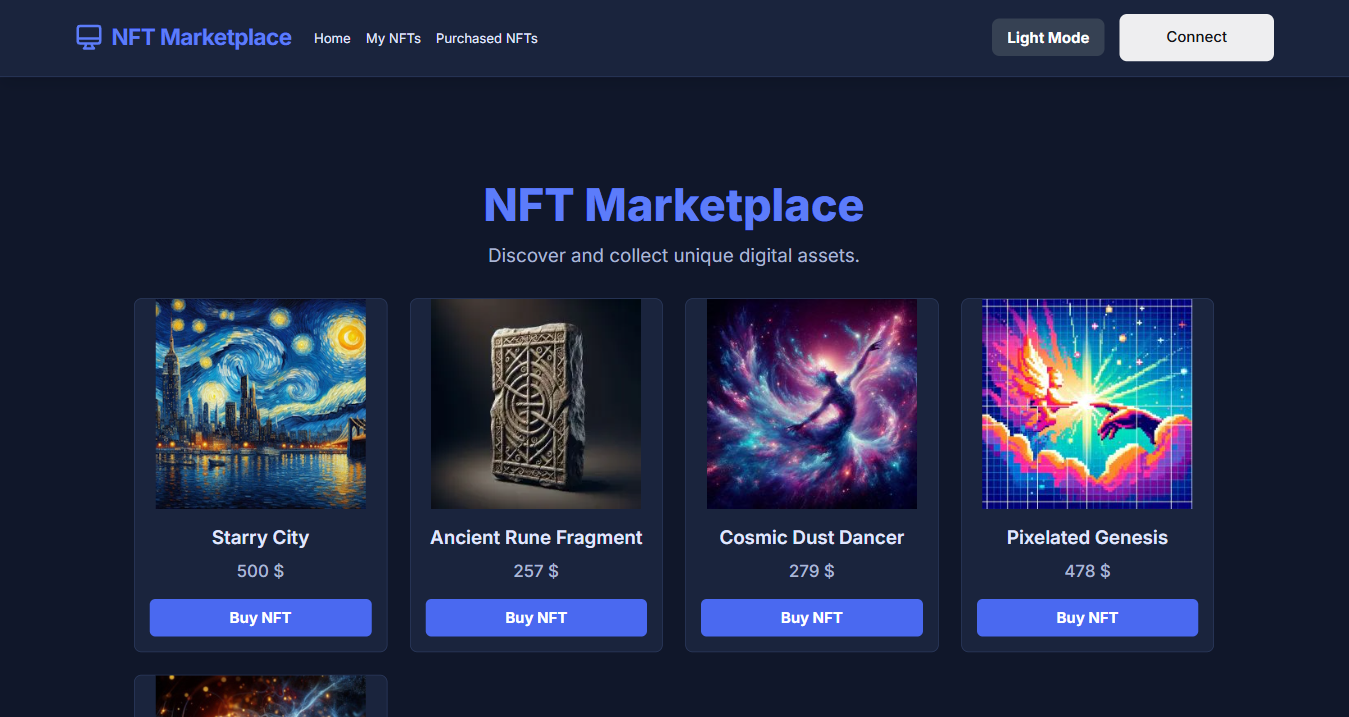 NFT Marketplace
Home
My NFTs
Purchased NFTs
Light Mode
Connect
NFT Marketplace
Discover and collect unique digital assets.
Starry City
500 $
Buy NFT
Ancient Rune Fragment
257 $
Buy NFT
Cosmic Dust Dancer
279 $
Buy NFT
Pixelated Genesis
478 $
Buy NFT